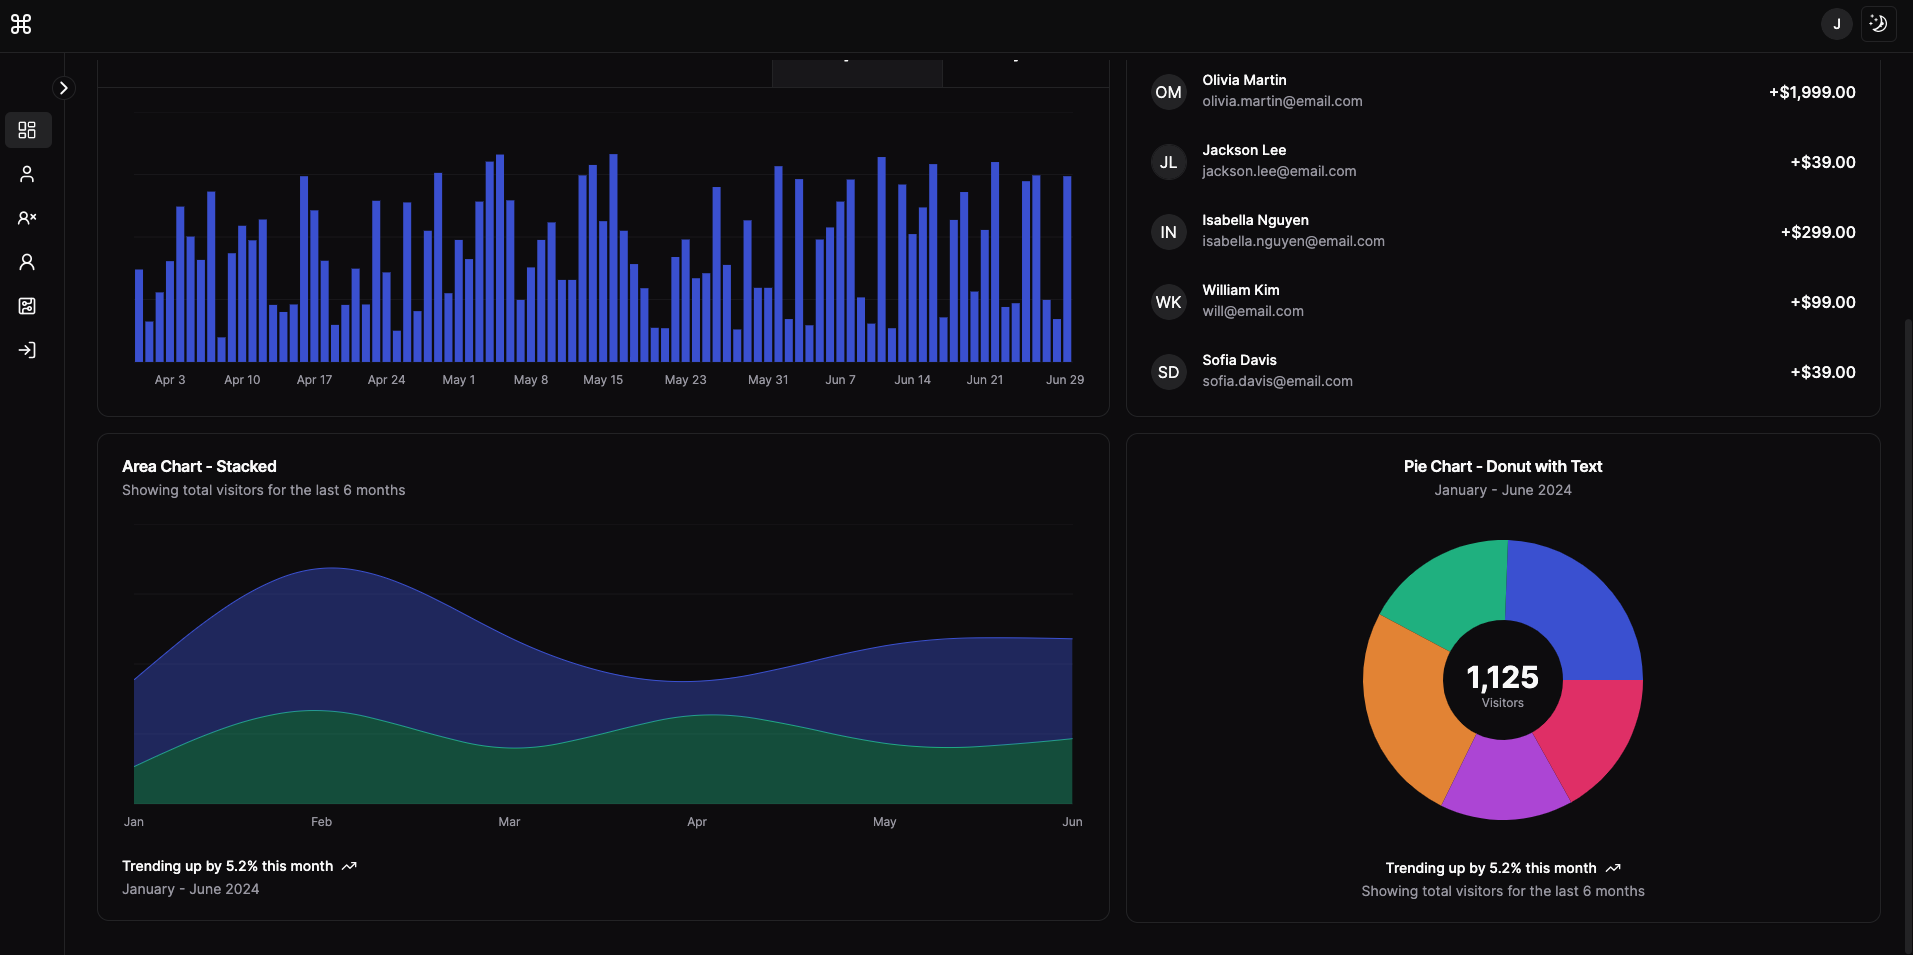 J
OM
Olivia Martin
olivia.martin@email.com
+$1,999.00
JL
Jackson Lee
jackson.lee@email.com
+$39.00
IN
Isabella Nguyen
isabella.nguyen@email.com
+$299.00
WK
William Kim
will@email.com
+$99.00
SD
Sofia Davis
sofia.davis@email.com
+$39.00
Apr 3 Apr 10 Apr 17 Apr 24 May 1 May 8 May 15 May 23 May 31 Jun 7 Jun 14 Jun 21 Jun 29
Area Chart - Stacked
Showing total visitors for the last 6 months
Jan Feb Mar Apr May Jun
Trending up by 5.2% this month
January - June 2024
Pie Chart - Donut with Text
January - June 2024
1,125
Visitors
Trending up by 5.2% this month
Showing total visitors for the last 6 months